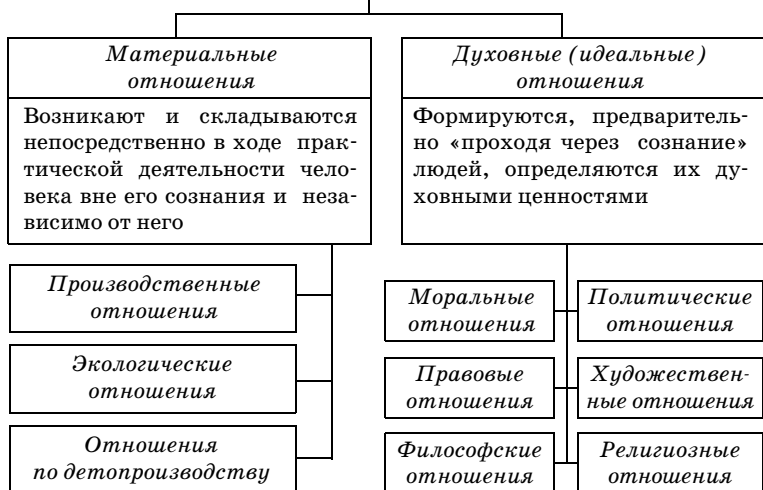 Материальные
отношения
Возникают и складываются
непосредственно в ходе прак-
тической деятельности чело-
века вне его сознания и неза-
висимо от него
Производственные
отношения
Экологические
отношения
Отношения
по детопроизводству
Духовные (идеальные)
отношения
Формируются, предваритель-
но «проходя через сознание»
людей, определяются их ду-
ховными ценностями
Моральные
отношения
Политические
отношения
Правовые
отношения
Художествен-
ные отношения
Философские
отношения
Религиозные
отношения